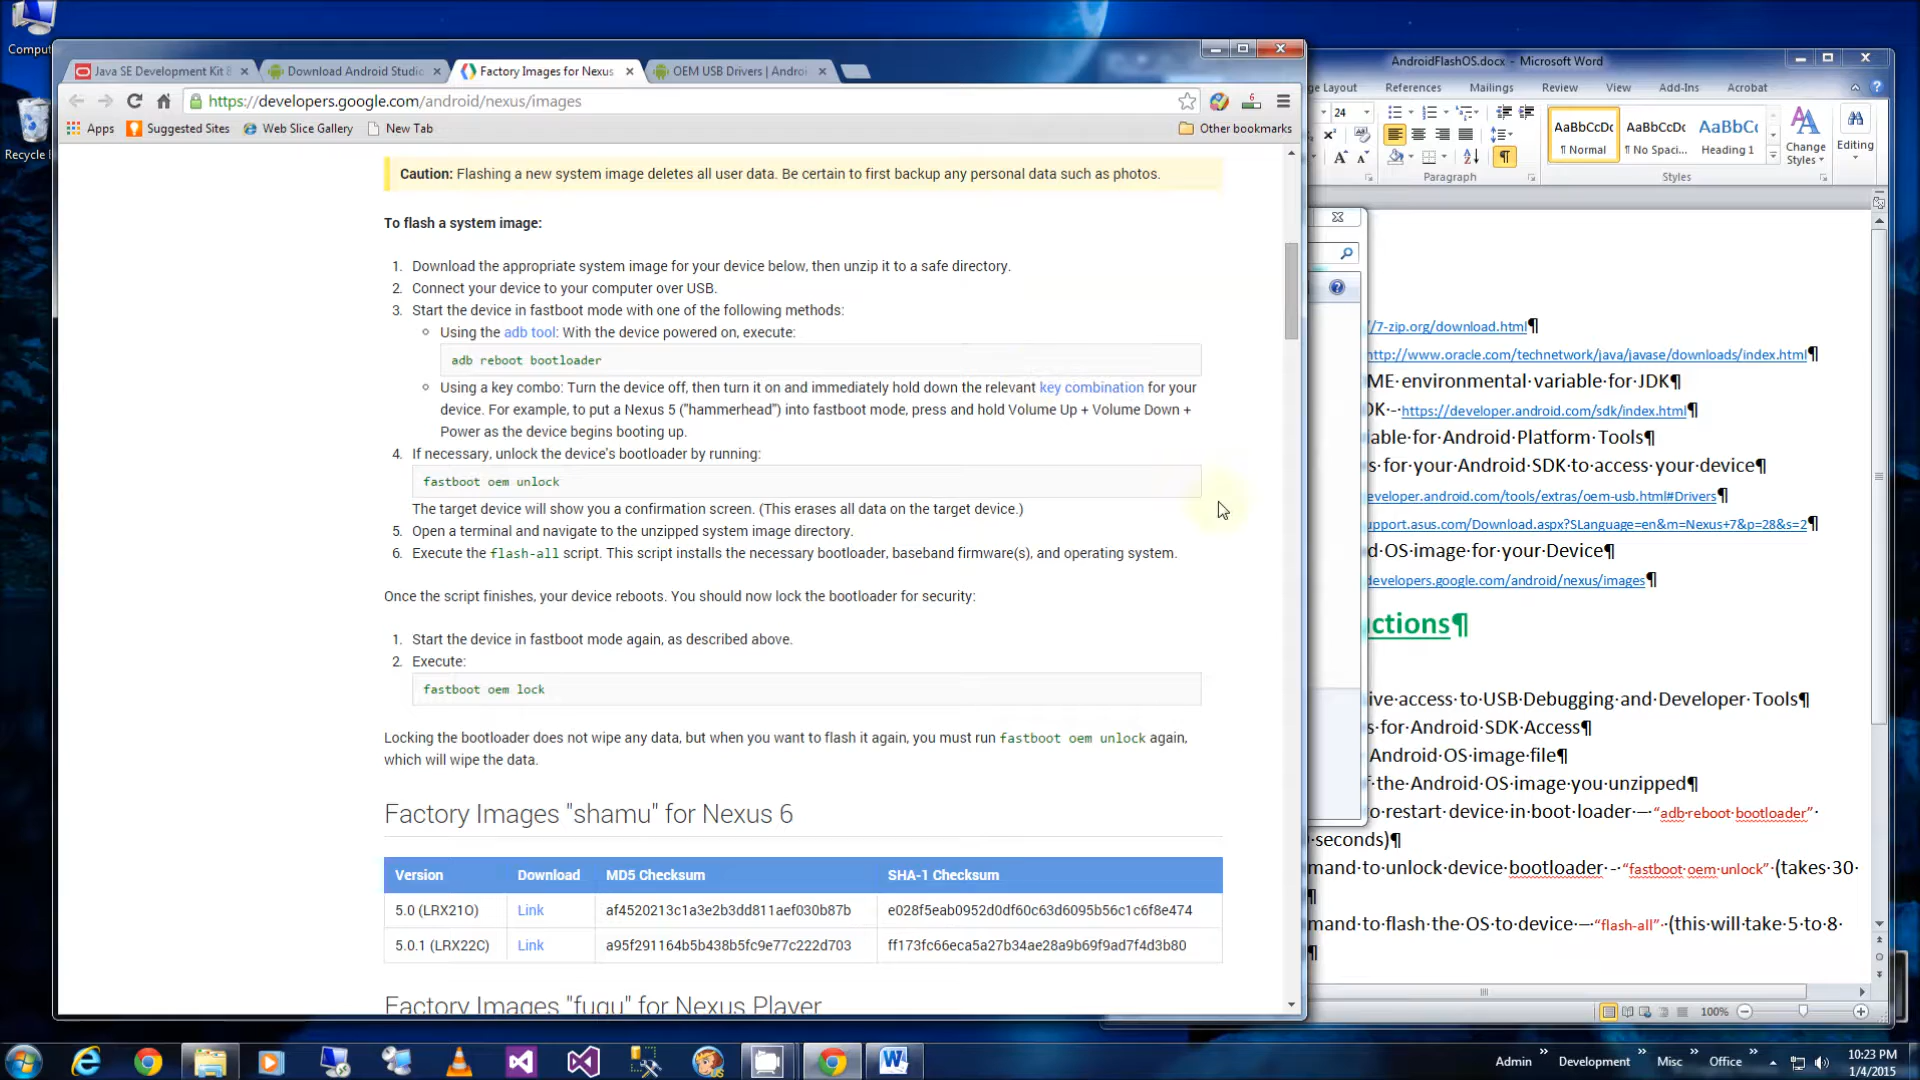 Comput
Recycle B
Java SE Development Kit 8
Download Android Studio
Factory Images for Nexus
OEM USB Drivers | Androi
https://developers.google.com/android/nexus/images
Apps
Suggested Sites
Web Slice Gallery
New Tab
Other bookmarks
Caution: Flashing a new system image deletes all user data. Be certain to first backup any personal data such as photos.
To flash a system image:
1. Download the appropriate system image for your device below, then unzip it to a safe directory.
2. Connect your device to your computer over USB.
3. Start the device in fastboot mode with one of the following methods:
Using the adb tool: With the device powered on, execute:
adb reboot bootloader
Using a key combo: Turn the device off, then turn it on and immediately hold down the relevant key combination for your
device. For example, to put a Nexus 5 ("hammerhead") into fastboot mode, press and hold Volume Up + Volume Down +
Power as the device begins booting up.
4. If necessary, unlock the device's bootloader by running:
fastboot oem unlock
The target device will show you a confirmation screen. (This erases all data on the target device.)
5. Open a terminal and navigate to the unzipped system image directory.
6. Execute the flash-all script. This script installs the necessary bootloader, baseband firmware(s), and operating system.
Once the script finishes, your device reboots. You should now lock the bootloader for security:
1. Start the device in fastboot mode again, as described above.
2. Execute:
fastboot oem lock
Locking the bootloader does not wipe any data, but when you want to flash it again, you must run fastboot oem unlock again,
which will wipe the data.
Factory Images "shamu" for Nexus 6
Version Download MD5 Checksum SHA-1 Checksum
5.0 (LRX21O) Link af4520213c1a3e2b3dd811aef030b87b e028f5eab0952d0df60c63d6095b56c1c6f8e474
5.0.1 (LRX22C) Link a95f291164b5b438b5fc9e77c222d703 ff173fc66eca5a27b34ae28a9b69f9ad7f4d3b80
Factory Images "fugu" for Nexus Player
AndroidFlashOS.docx - Microsoft Word
ge Layout References Mailings Review View Add-Ins Acrobat
24
AaBbCcDc AaBbCcDc AaBbCc
¶ Normal ¶ No Spaci... Heading 1
Change
Styles
Editing
Paragraph
Styles
//7-zip.org/download.html¶
http://www.oracle.com/technetwork/java/javase/downloads/index.html¶
ME·environmental·variable·for·JDK¶
DK·-·https://developer.android.com/sdk/index.html¶
able·for·Android·Platform·Tools¶
s·for·your·Android·SDK·to·access·your·device¶
eveloper.android.com/tools/extras/oem-usb.html#Drivers¶
upport.asus.com/Download.aspx?SLanguage=en&m=Nexus+7&p=28&s=2¶
d·OS·image·for·your·Device¶
developers.google.com/android/nexus/images¶
ctions¶
ive·access·to·USB·Debugging·and·Developer·Tools¶
s·for·Android·SDK·Access¶
Android·OS·image·file¶
f·the·Android·OS·image·you·unzipped¶
to·restart·device·in·boot·loader·–·“adb·reboot·bootloader”·
seconds)¶
mand·to·unlock·device·bootloader·-·“fastboot·oem·unlock”·(takes·30·
¶
mand·to·flash·the·OS·to·device·–·“flash-all”·(this·will·take·5·to·8·
¶
100%
Admin Development Misc Office
10:23 PM
1/4/2015